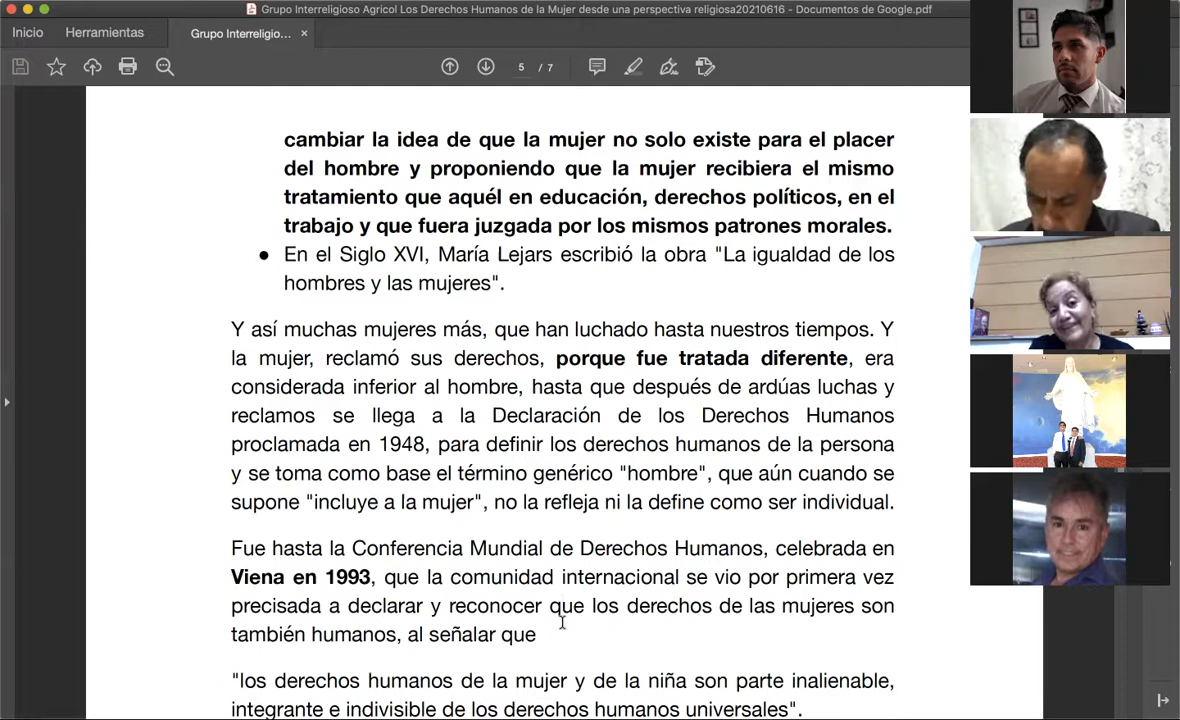 Grupo Interreligioso Agricol Los Derechos Humanos de la Mujer desde una perspectiva religiosa20210616 - Documentos de Google.pdf
Inicio
Herramientas
Grupo Interreligio...
×
5 / 7
cambiar la idea de que la mujer no solo existe para el placer
del hombre y proponiendo que la mujer recibiera el mismo
tratamiento que aquél en educación, derechos políticos, en el
trabajo y que fuera juzgada por los mismos patrones morales.
● En el Siglo XVI, María Lejars escribió la obra "La igualdad de los
hombres y las mujeres".
Y así muchas mujeres más, que han luchado hasta nuestros tiempos. Y
la mujer, reclamó sus derechos, porque fue tratada diferente, era
considerada inferior al hombre, hasta que después de ardúas luchas y
reclamos se llega a la Declaración de los Derechos Humanos
proclamada en 1948, para definir los derechos humanos de la persona
y se toma como base el término genérico "hombre", que aún cuando se
supone "incluye a la mujer", no la refleja ni la define como ser individual.
Fue hasta la Conferencia Mundial de Derechos Humanos, celebrada en
Viena en 1993, que la comunidad internacional se vio por primera vez
precisada a declarar y reconocer que los derechos de las mujeres son
también humanos, al señalar que
"los derechos humanos de la mujer y de la niña son parte inalienable,
integrante e indivisible de los derechos humanos universales".